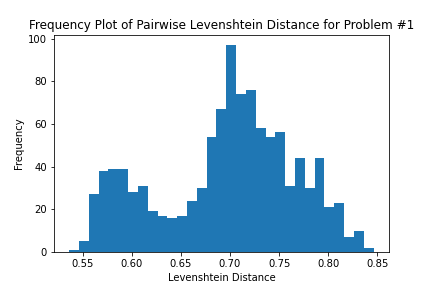 Frequency Plot of Pairwise Levenshtein Distance for Problem #1
100
80
60
40
20
0
Frequency
0.55 0.60 0.65 0.70 0.75 0.80 0.85
Levenshtein Distance